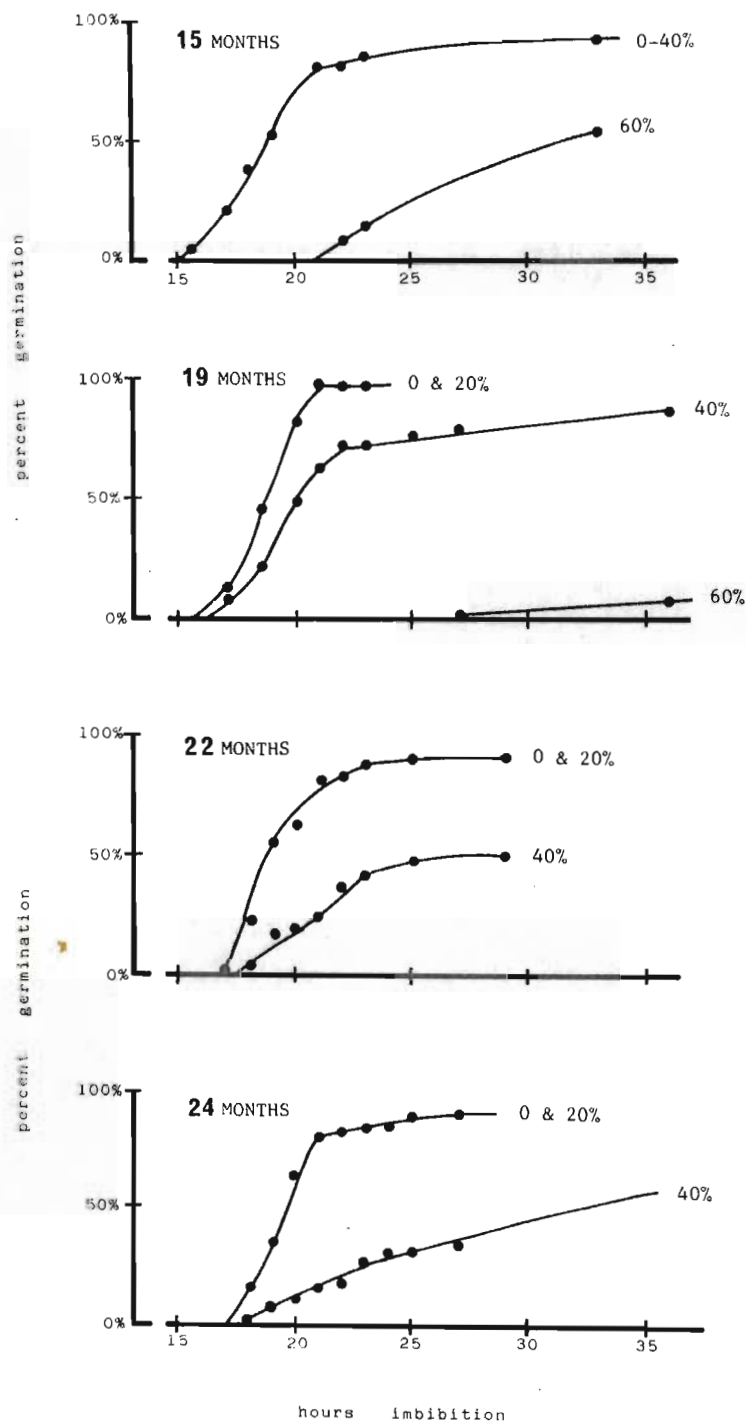 100%
15 MONTHS
0-40%
60%
50%
0%
15 20 25 30 35
percent germination
100%
19 MONTHS
0 & 20%
40%
50%
60%
0%
100%
22 MONTHS
0 & 20%
50%
40%
0%
percent germination
100%
24 MONTHS
0 & 20%
50%
40%
0%
15 20 25 30 35
hours imbibition